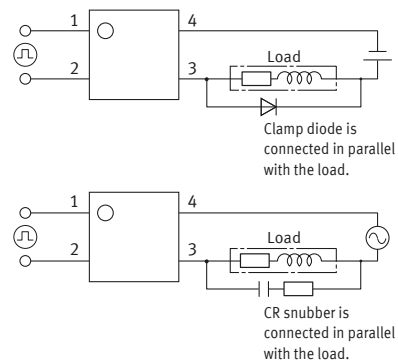 1
4
2
3
Load
Clamp diode is
connected in parallel
with the load.
1
4
2
3
Load
CR snubber is
connected in parallel
with the load.